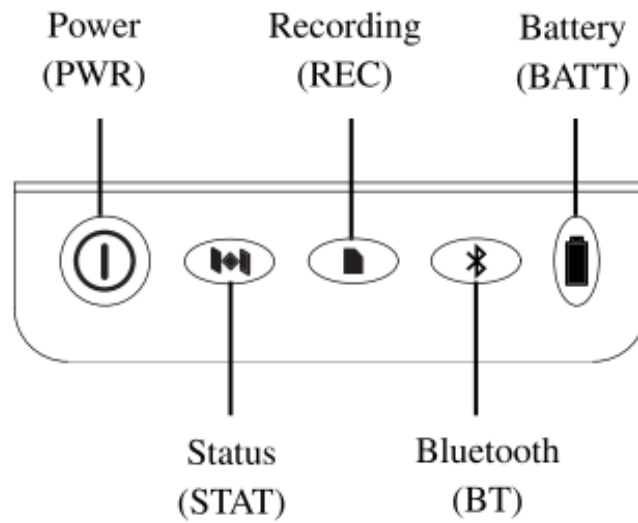 Power
(PWR)
Recording
(REC)
Battery
(BATT)
Status
(STAT)
Bluetooth
(BT)